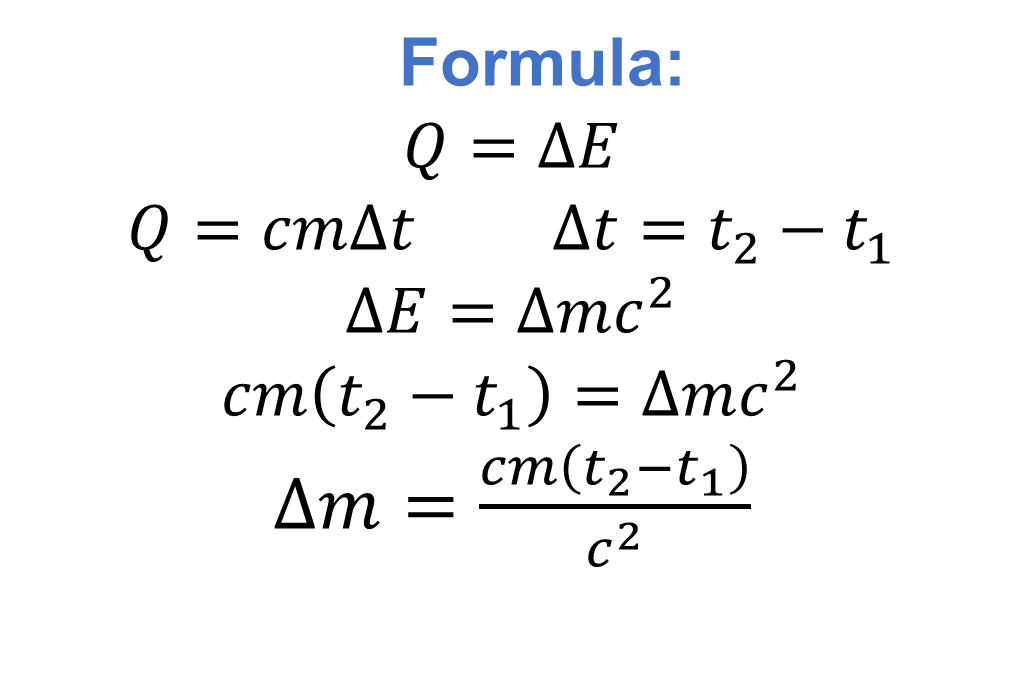 Formula:
Q = ΔE
Q = cmΔt Δt = t₂ − t₁
ΔE = Δmc²
cm(t₂ − t₁) = Δmc²
Δm = cm(t₂−t₁)/c²